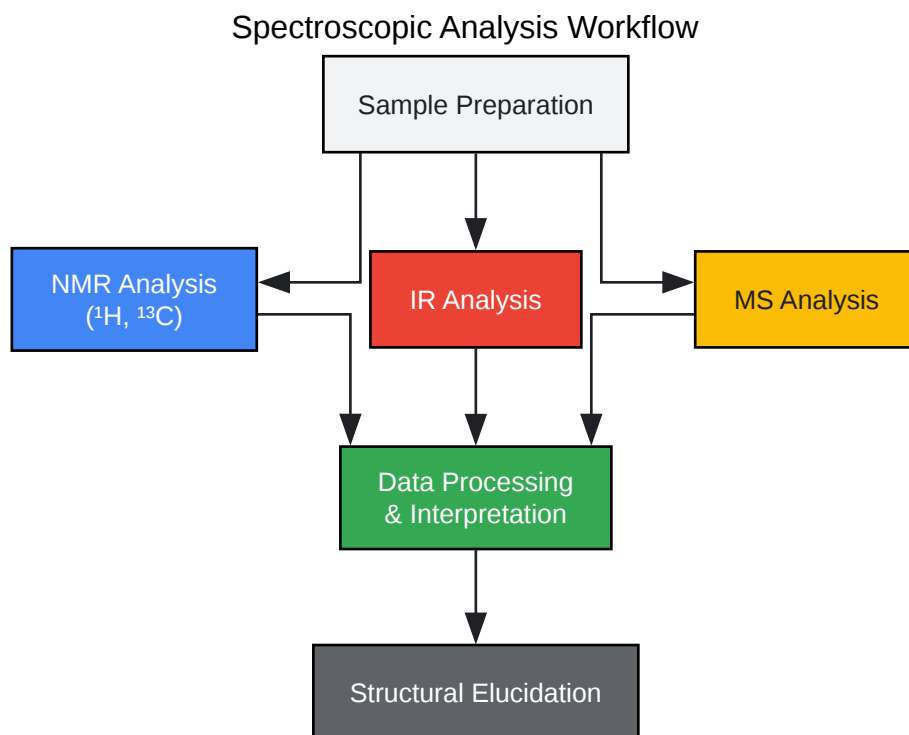 Spectroscopic Analysis Workflow
Sample Preparation
NMR Analysis
(¹H, ¹³C)
IR Analysis
MS Analysis
Data Processing
& Interpretation
Structural Elucidation